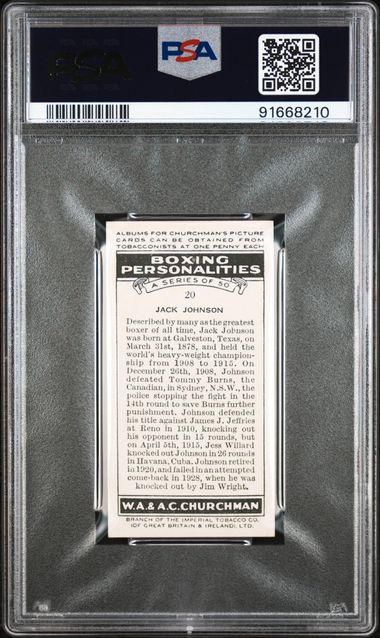 PSA
PSA
91668210
ALBUMS FOR CHURCHMAN'S PICTURE
CARDS CAN BE OBTAINED FROM
TOBACCONISTS AT ONE PENNY EACH
BOXING
PERSONALITIES
A SERIES OF 50
20
JACK JOHNSON
Described by many as the greatest
boxer of all time, Jack Johnson
was born at Galveston, Texas, on
March 31st, 1878, and held the
world's heavy-weight champion-
ship from 1908 to 1915. On
December 26th, 1908, Johnson
defeated Tommy Burns, the
Canadian, in Sydney, N.S.W., the
police stopping the fight in the
14th round to save Burns further
punishment. Johnson defended
his title against James J. Jeffries
at Reno in 1910, knocking out
his opponent in 15 rounds, but
on April 5th, 1915, Jess Willard
knocked out Johnson in 26 rounds
in Havana, Cuba. Johnson retired
in 1920, and failed in an attempted
come-back in 1928, when he was
knocked out by Jim Wright.
W.A. & A.C. CHURCHMAN
BRANCH OF THE IMPERIAL TOBACCO CO.
(OF GREAT BRITAIN & IRELAND), LTD.